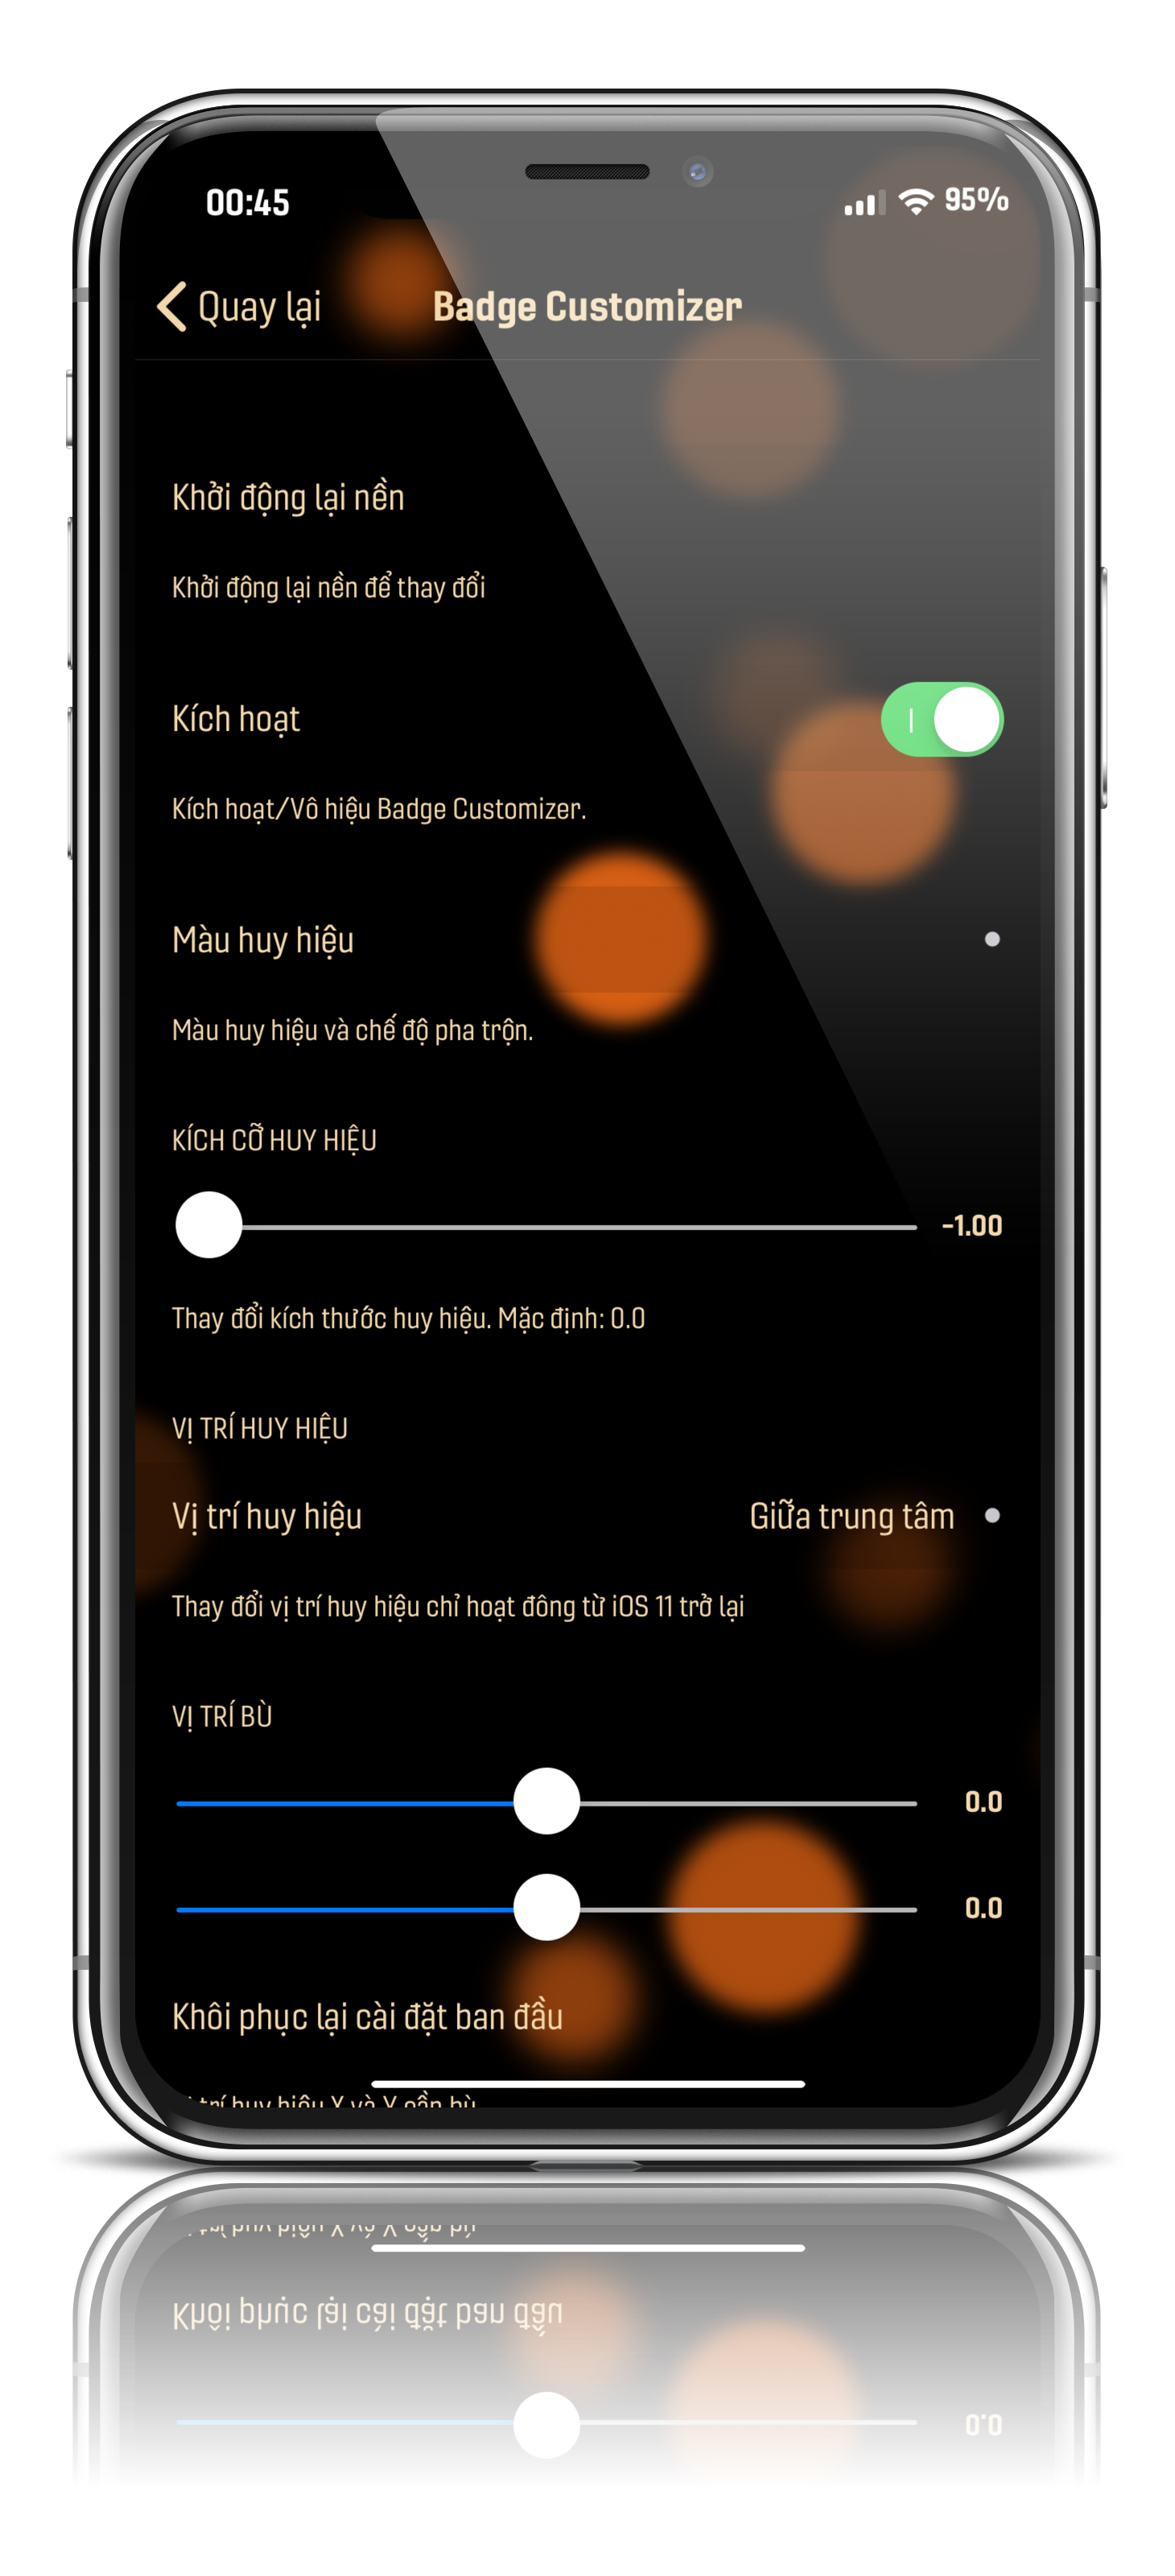 00:45
95%
Quay lại
Badge Customizer
Khởi động lại nền
Khởi động lại nền để thay đổi
Kích hoạt
Kích hoạt/Vô hiệu Badge Customizer.
Màu huy hiệu
Màu huy hiệu và chế độ pha trộn.
KÍCH CỠ HUY HIỆU
-1.00
Thay đổi kích thước huy hiệu. Mặc định: 0.0
VỊ TRÍ HUY HIỆU
Vị trí huy hiệu
Giữa trung tâm
Thay đổi vị trí huy hiệu chỉ hoạt đông từ iOS 11 trở lại
VỊ TRÍ BÙ
0.0
0.0
Khôi phục lại cài đặt ban đầu
trí huy hiệu X và Y cần bù